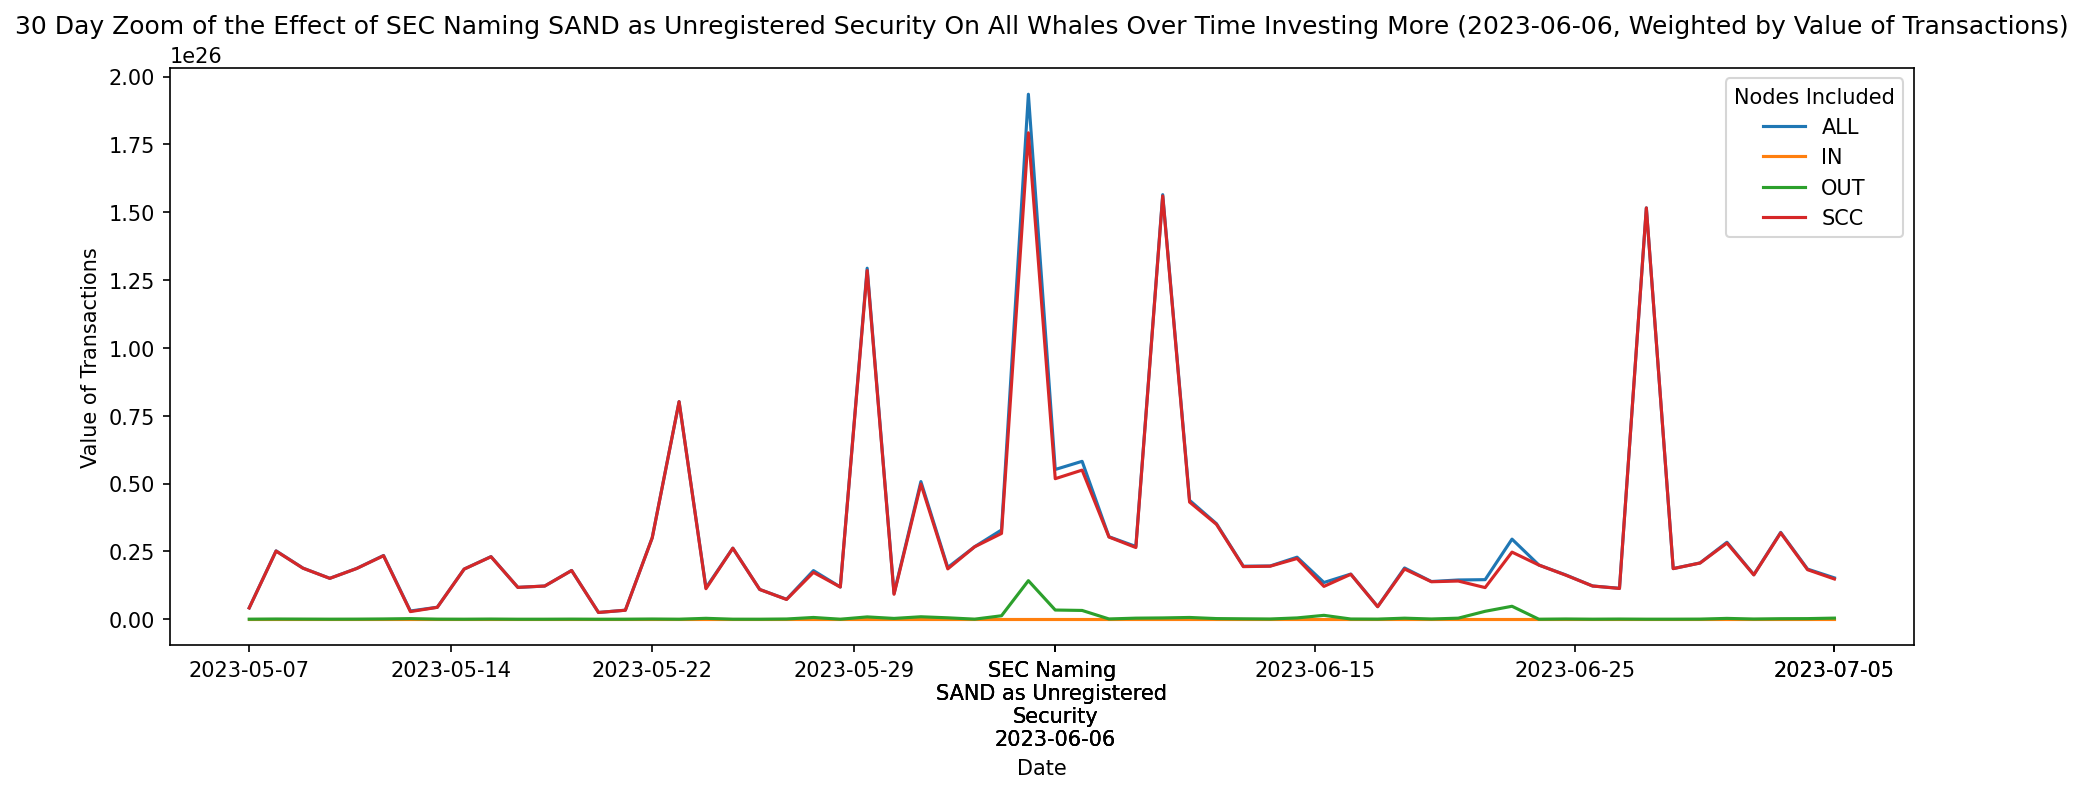 30 Day Zoom of the Effect of SEC Naming SAND as Unregistered Security On All Whales Over Time Investing More (2023-06-06, Weighted by Value of Transactions)
1e26
2.00
1.75
1.50
1.25
1.00
0.75
0.50
0.25
0.00
Value of Transactions
Nodes Included
ALL
IN
OUT
SCC
2023-05-07
2023-05-14
2023-05-22
2023-05-29
SEC Naming
SAND as Unregistered
Security
2023-06-06
2023-06-15
2023-06-25
2023-07-05
Date